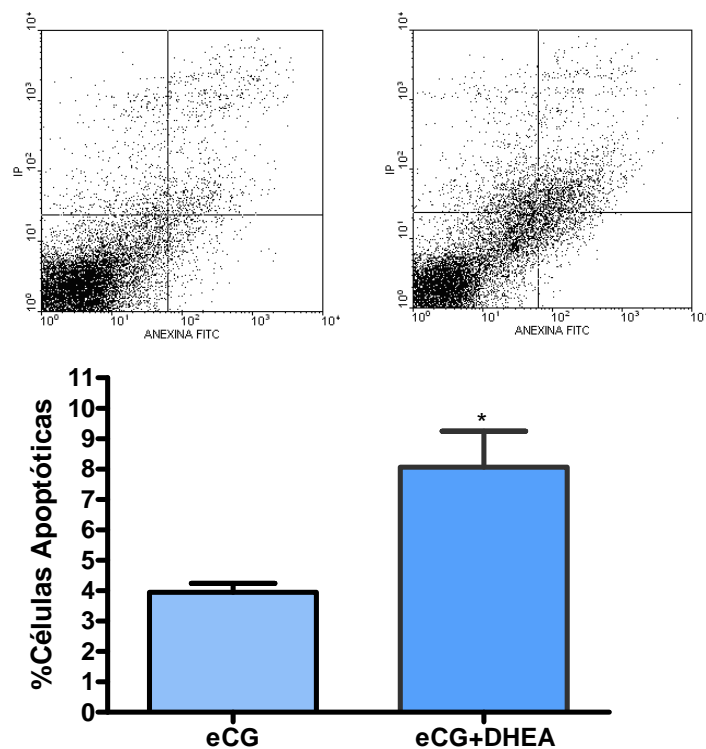 10⁴
10³
IP
10²
10¹
10⁰
10⁰ 10¹ 10² 10³ 10⁴
ANEXINA FITC
10⁴
10³
IP
10²
10¹
10⁰
10⁰ 10¹ 10² 10³ 10
ANEXINA FITC
%Células Apoptóticas
11
10
9
8
7
6
5
4
3
2
1
0
*
eCG eCG+DHEA